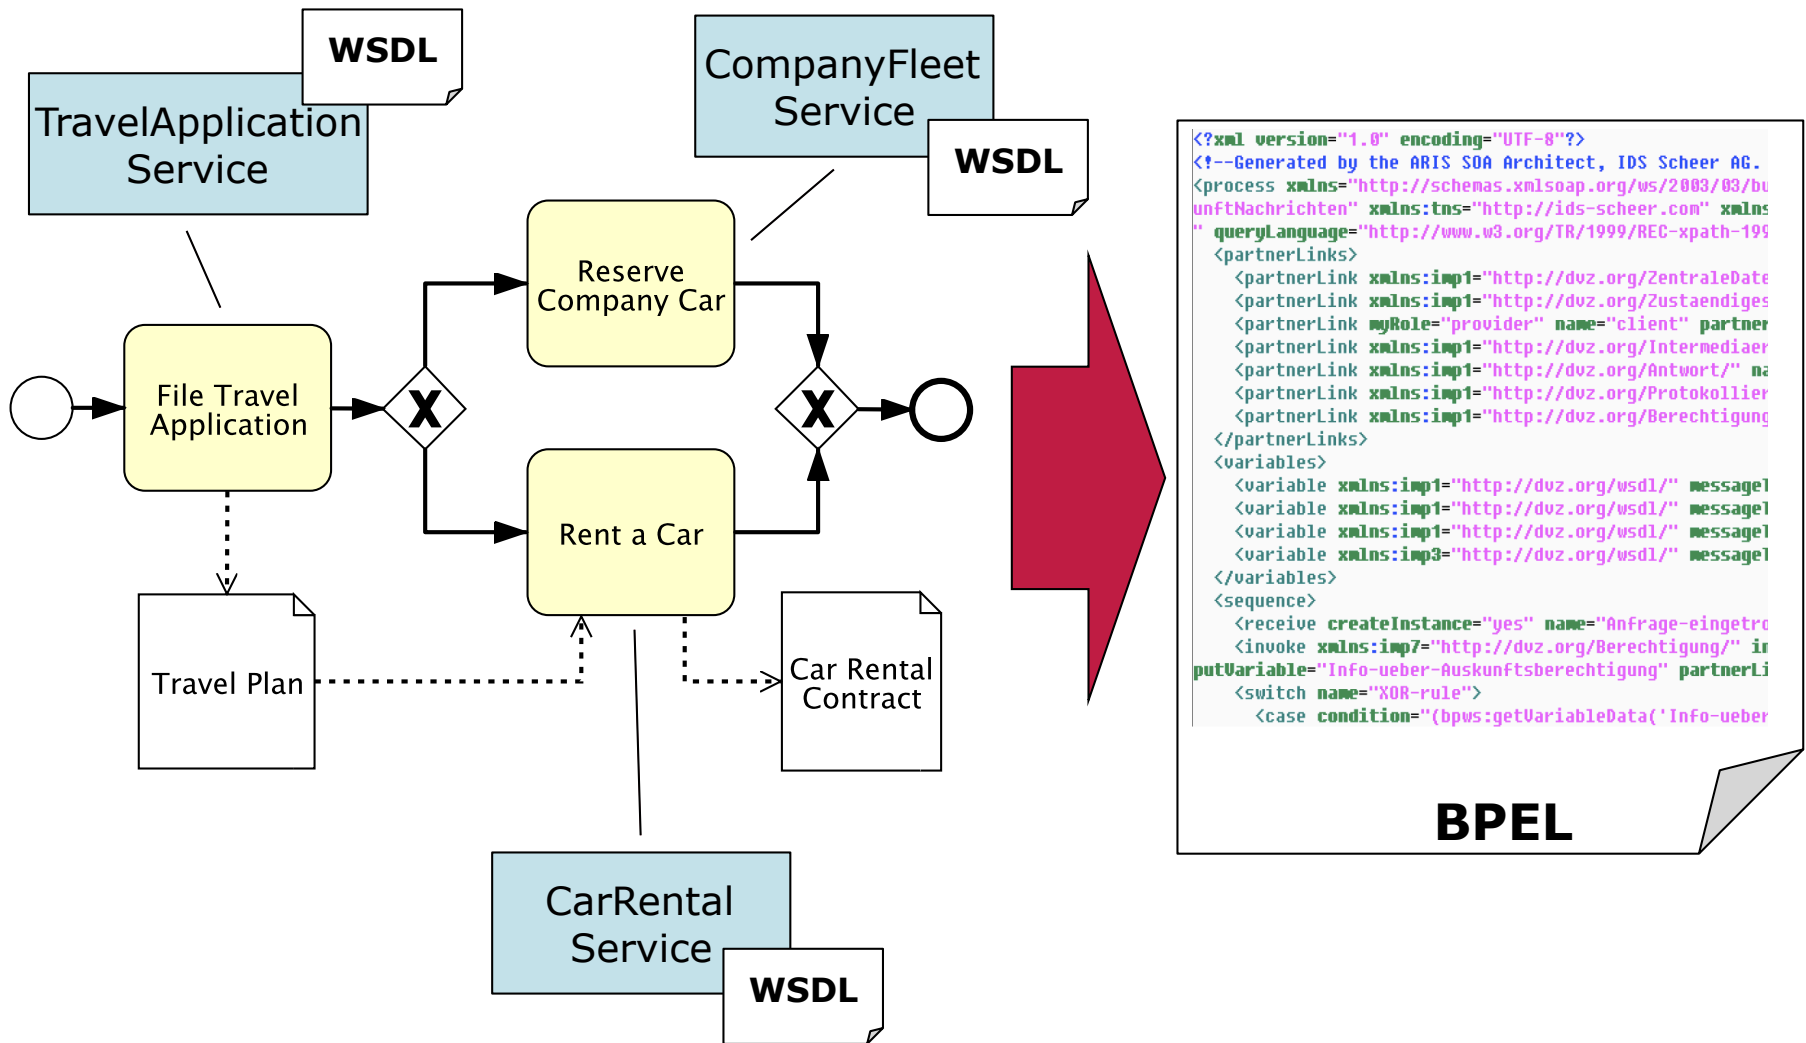 WSDL
TravelApplication
Service
CompanyFleet
Service
WSDL
Reserve
Company Car
File Travel
Application
X
X
Rent a Car
Travel Plan
Car Rental
Contract
CarRental
Service
WSDL
<?xml version="1.0" encoding="UTF-8"?>
<!--Generated by the ARIS SOA Architect, IDS Scheer AG.
<process xmlns="http://schemas.xmlsoap.org/ws/2003/03/bu
unftNachrichten" xmlns:tns="http://ids-scheer.com" xmlns
" queryLanguage="http://www.w3.org/TR/1999/REC-xpath-199
<partnerLinks>
<partnerLink xmlns:imp1="http://dvz.org/ZentraleDate
<partnerLink xmlns:imp1="http://dvz.org/Zustaendiges
<partnerLink myRole="provider" name="client" partner
<partnerLink xmlns:imp1="http://dvz.org/Intermediaer
<partnerLink xmlns:imp1="http://dvz.org/Antwort/" na
<partnerLink xmlns:imp1="http://dvz.org/Protokollier
<partnerLink xmlns:imp1="http://dvz.org/Berechtigung
</partnerLinks>
<variables>
<variable xmlns:imp1="http://dvz.org/wsdl/" messageT
<variable xmlns:imp1="http://dvz.org/wsdl/" messageT
<variable xmlns:imp1="http://dvz.org/wsdl/" messageT
<variable xmlns:imp3="http://dvz.org/wsdl/" messageT
</variables>
<sequence>
<receive createInstance="yes" name="Anfrage-eingetro
<invoke xmlns:imp7="http://dvz.org/Berechtigung/" in
putVariable="Info-ueber-Auskunftsberechtigung" partnerLi
<switch name="XOR-rule">
<case condition="(bpws:getVariableData('Info-ueber
BPEL